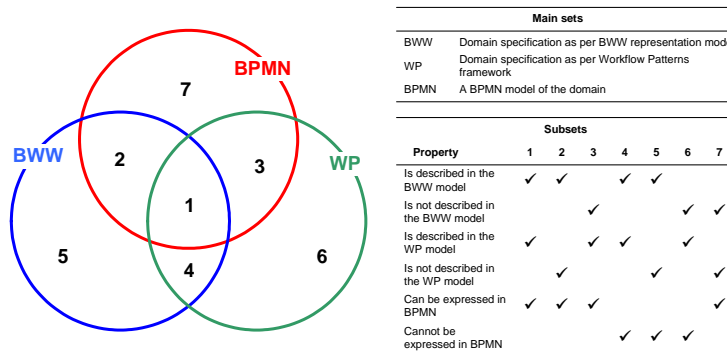 7
BPMN
BWW
2
3
WP
1
5
4
6
Main sets
BWW Domain specification as per BWW representation mod
WP Domain specification as per Workflow Patterns
framework
BPMN A BPMN model of the domain
Subsets
Property 1 2 3 4 5 6 7
Is described in the
BWW model ✓ ✓ ✓ ✓
Is not described in
the BWW model ✓ ✓ ✓
Is described in the
WP model ✓ ✓ ✓ ✓
Is not described in
the WP model ✓ ✓ ✓
Can be expressed in
BPMN ✓ ✓ ✓ ✓
Cannot be
expressed in BPMN ✓ ✓ ✓